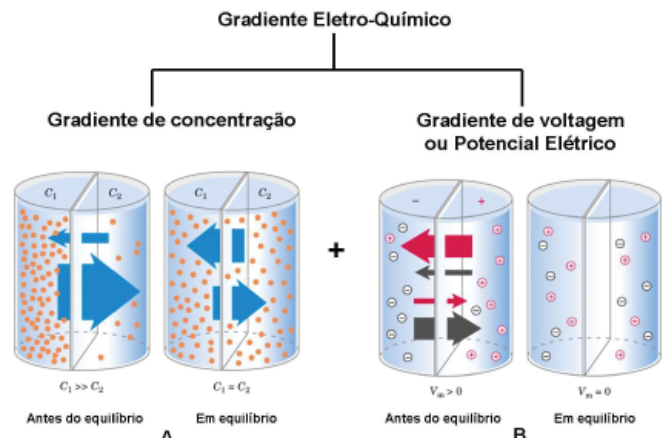 Gradiente Eletro-Químico
Gradiente de concentração
Gradiente de voltagem
ou Potencial Elétrico
C₁ C₂
C₁ C₂
+
− +
C₁ >> C₂
C₁ = C₂
Vₘ > 0
Vₘ = 0
Antes do equilíbrio
Em equilíbrio
Antes do equilíbrio
Em equilíbrio
A
B